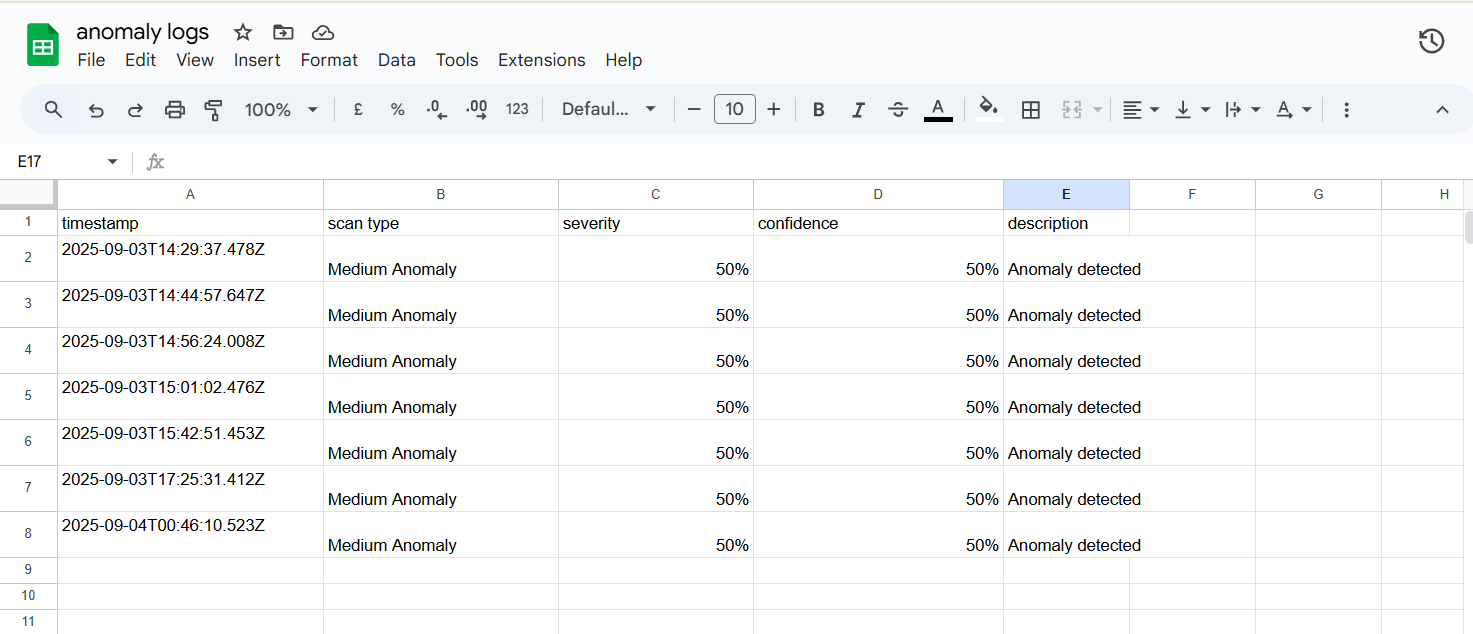 anomaly logs
File Edit View Insert Format Data Tools Extensions Help
100% £ % .0 .00 123 Defaul... 10 B I S A A
E17 fx
A B C D E F G H
1 timestamp scan type severity confidence description
2 2025-09-03T14:29:37.478Z Medium Anomaly 50% 50% Anomaly detected
3 2025-09-03T14:44:57.647Z Medium Anomaly 50% 50% Anomaly detected
4 2025-09-03T14:56:24.008Z Medium Anomaly 50% 50% Anomaly detected
5 2025-09-03T15:01:02.476Z Medium Anomaly 50% 50% Anomaly detected
6 2025-09-03T15:42:51.453Z Medium Anomaly 50% 50% Anomaly detected
7 2025-09-03T17:25:31.412Z Medium Anomaly 50% 50% Anomaly detected
8 2025-09-04T00:46:10.523Z Medium Anomaly 50% 50% Anomaly detected
9
10
11